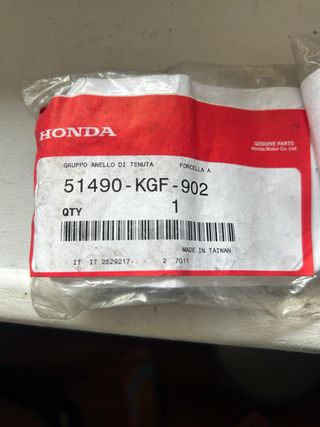 HONDA
GENUINE PARTS
Honda Motor Co., Ltd.
GRUPPO ANELLO DI TENUTA FORCELLA A
51490-KGF-902
QTY 1
MADE IN TAIWAN
IT IT 2529217- - 2 7G11